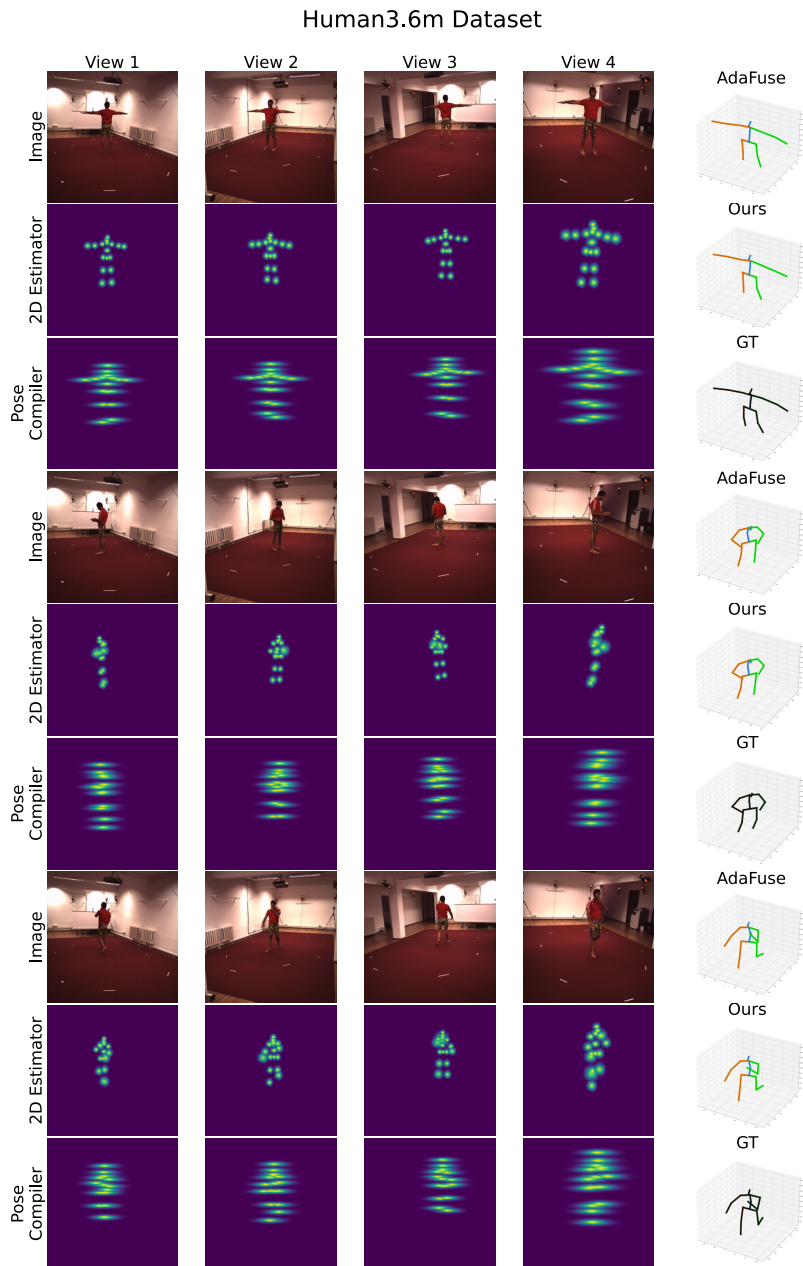 Human3.6m Dataset
View 1
View 2
View 3
View 4
Image
AdaFuse
2D Estimator
Ours
Pose
Compiler
GT
Image
AdaFuse
2D Estimator
Ours
Pose
Compiler
GT
Image
AdaFuse
2D Estimator
Ours
Pose
Compiler
GT